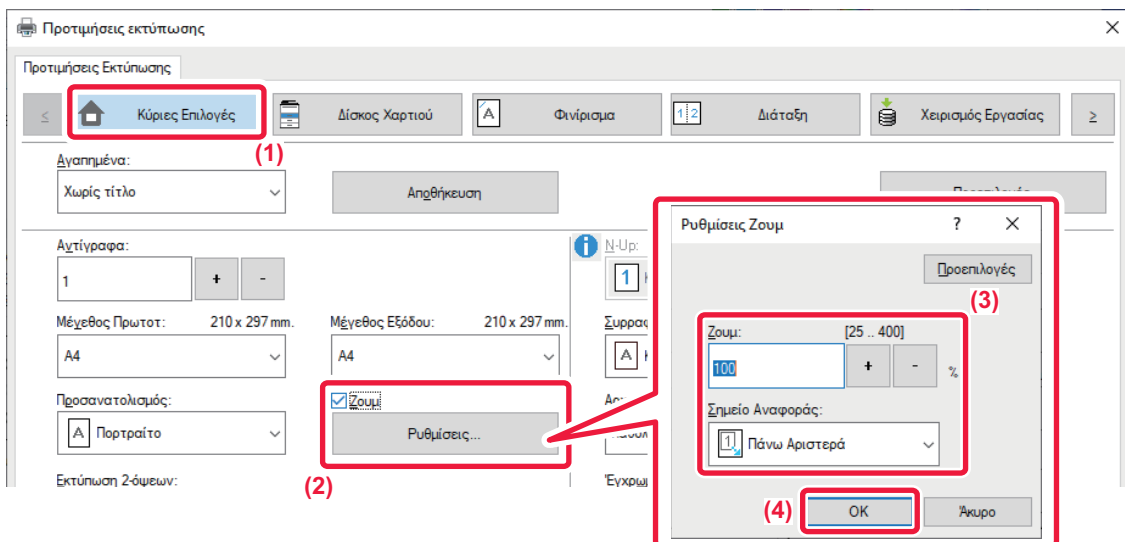 Προτιμήσεις εκτύπωσης
Προτιμήσεις Εκτύπωσης
< Κύριες Επιλογές Δίσκος Χαρτιού Φινίρισμα Διάταξη Χειρισμός Εργασίας >
(1)
Αγαπημένα:
Χωρίς τίτλο Αποθήκευση
Αντίγραφα: N-Up:
1 + - 1
Μέγεθος Πρωτοτ: 210 x 297 mm. Μέγεθος Εξόδου: 210 x 297 mm.
A4 A4
Προσανατολισμός: Ζουμ
Πορτραίτο Ρυθμίσεις...
(2)
Εκτύπωση 2-όψεων:
Ρυθμίσεις Ζουμ ?
Προεπιλογές
(3)
Ζουμ: [25 .. 400]
100 + - %
Σημείο Αναφοράς:
1 Πάνω Αριστερά
(4) OK Άκυρο